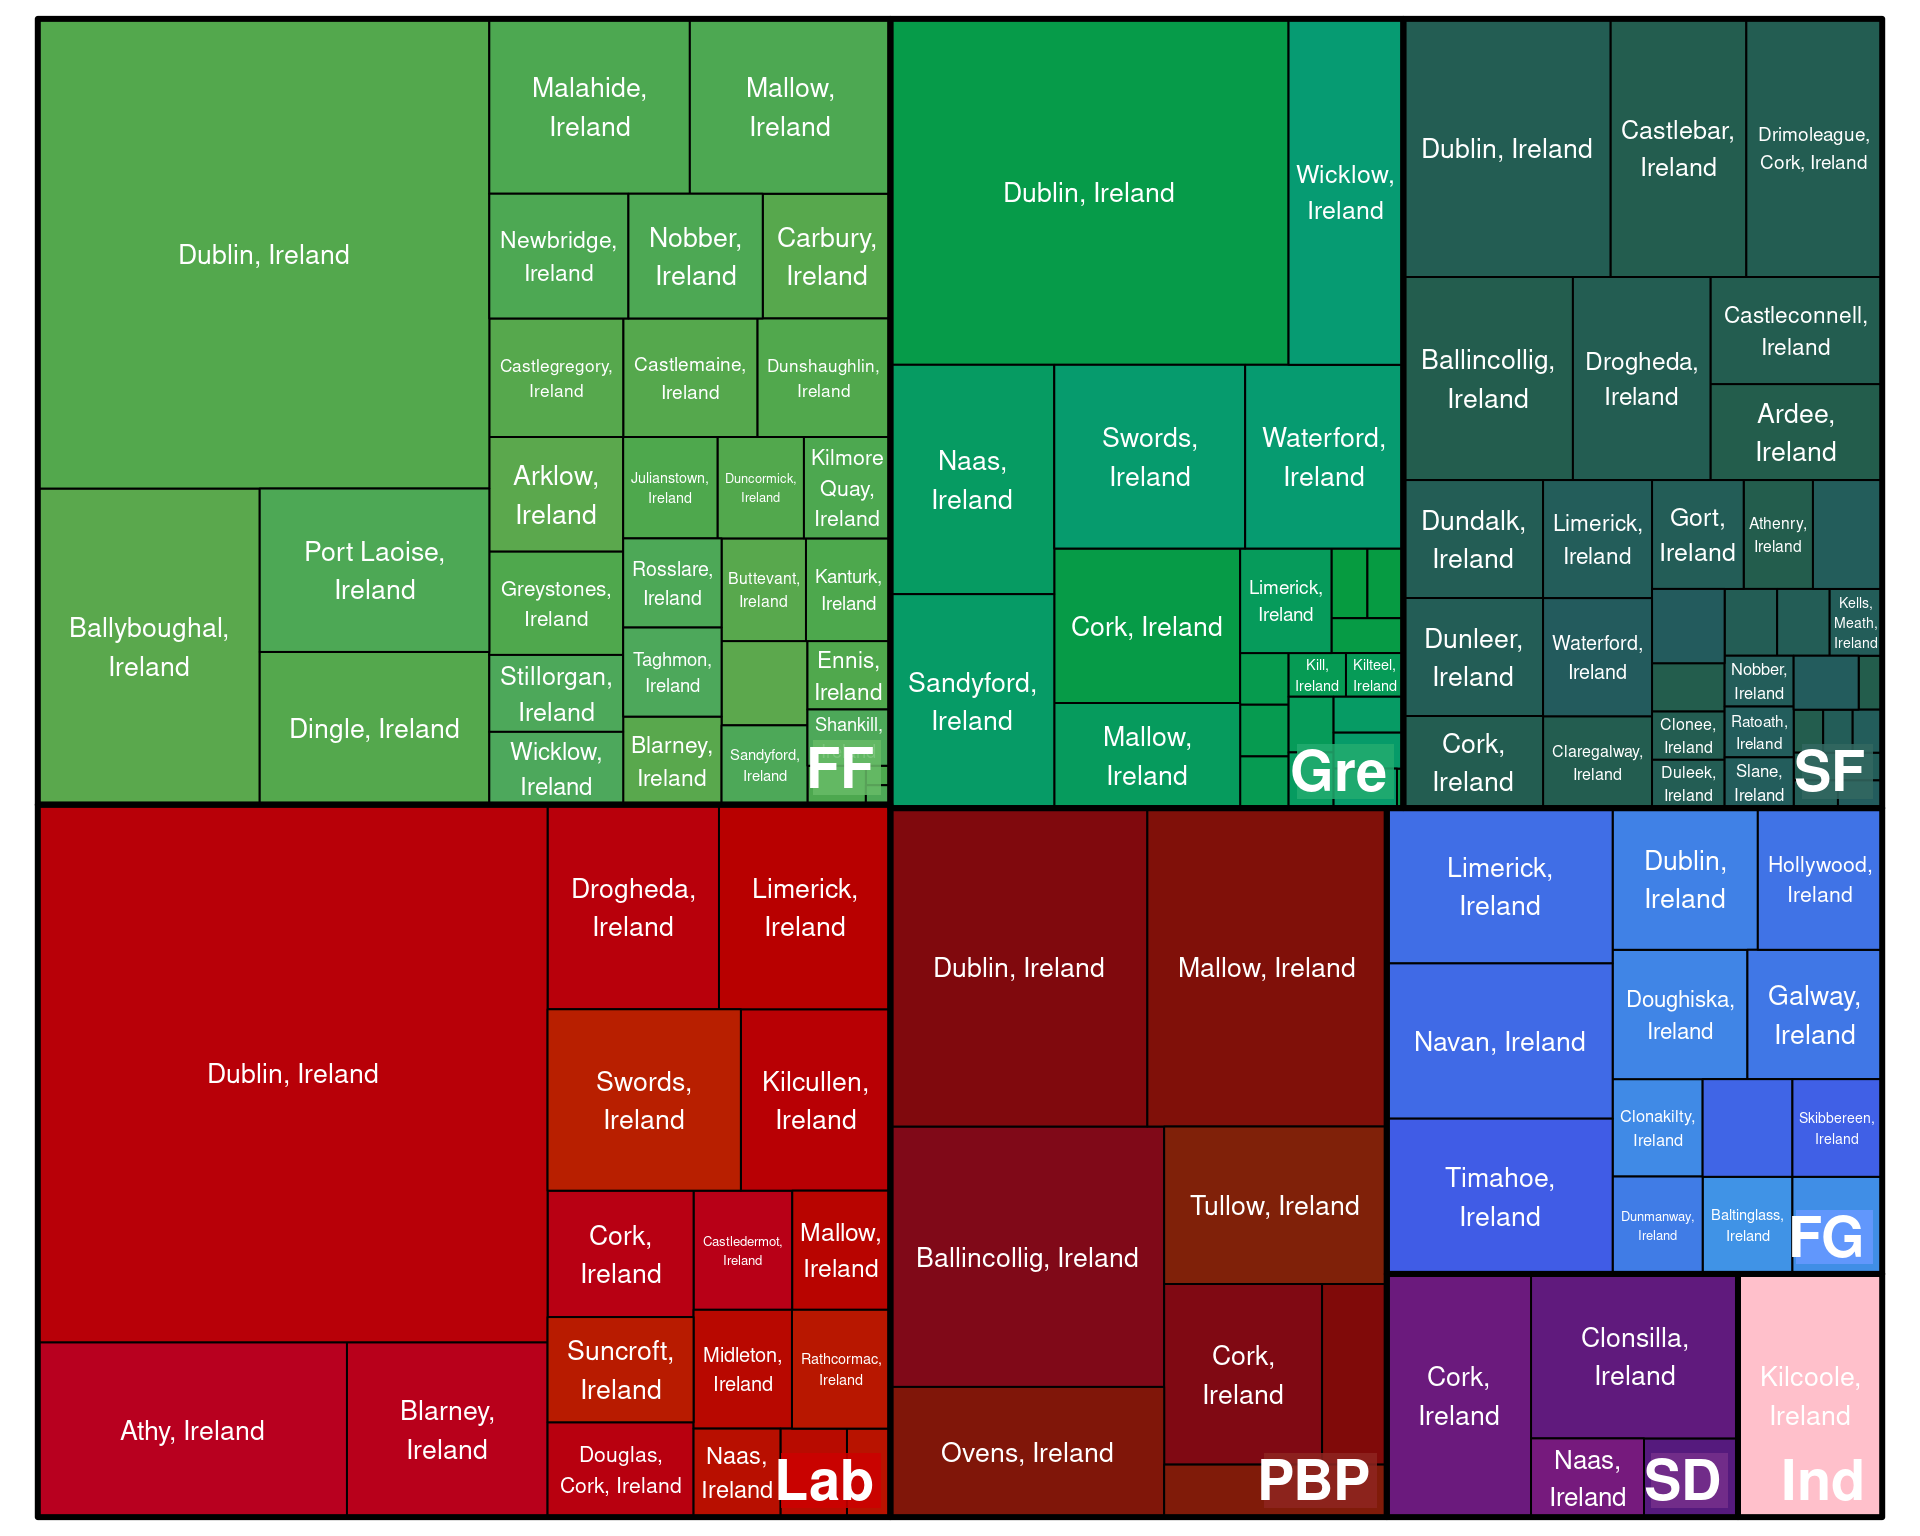 Dublin, Ireland
Malahide,
Ireland
Mallow,
Ireland
Newbridge,
Ireland
Nobber,
Ireland
Carbury,
Ireland
Castlegregory,
Ireland
Castlemaine,
Ireland
Dunshaughlin,
Ireland
Ballyboughal,
Ireland
Port Laoise,
Ireland
Dingle, Ireland
Arklow,
Ireland
Julianstown,
Ireland
Duncormick,
Ireland
Kilmore
Quay,
Ireland
Greystones,
Ireland
Rosslare,
Ireland
Buttevant,
Ireland
Kanturk,
Ireland
Stillorgan,
Ireland
Taghmon,
Ireland
Ennis,
Ireland
Wicklow,
Ireland
Blarney,
Ireland
Sandyford,
Ireland
Shankill,
FF
Dublin, Ireland
Wicklow,
Ireland
Naas,
Ireland
Swords,
Ireland
Waterford,
Ireland
Sandyford,
Ireland
Cork, Ireland
Limerick,
Ireland
Mallow,
Ireland
Kill,
Ireland
Kilteel,
Ireland
Gre
Dublin, Ireland
Castlebar,
Ireland
Drimoleague,
Cork, Ireland
Ballincollig,
Ireland
Drogheda,
Ireland
Castleconnell,
Ireland
Ardee,
Ireland
Dundalk,
Ireland
Limerick,
Ireland
Gort,
Ireland
Athenry,
Ireland
Dunleer,
Ireland
Waterford,
Ireland
Kells,
Meath,
Ireland
Nobber,
Ireland
Cork,
Ireland
Claregalway,
Ireland
Clonee,
Ireland
Ratoath,
Ireland
Duleek,
Ireland
Slane,
Ireland
SF
Dublin, Ireland
Drogheda,
Ireland
Limerick,
Ireland
Swords,
Ireland
Kilcullen,
Ireland
Athy, Ireland
Blarney,
Ireland
Cork,
Ireland
Castledermot,
Ireland
Mallow,
Ireland
Suncroft,
Ireland
Midleton,
Ireland
Rathcormac,
Ireland
Douglas,
Cork, Ireland
Naas,
Ireland
Lab
Dublin, Ireland
Mallow, Ireland
Ballincollig, Ireland
Tullow, Ireland
Ovens, Ireland
Cork,
Ireland
PBP
Limerick,
Ireland
Dublin,
Ireland
Hollywood,
Ireland
Navan, Ireland
Doughiska,
Ireland
Galway,
Ireland
Timahoe,
Ireland
Clonakilty,
Ireland
Skibbereen,
Ireland
Dunmanway,
Ireland
Baltinglass,
Ireland
FG
Cork,
Ireland
Clonsilla,
Ireland
Naas,
Ireland
SD
Kilcoole,
Ireland
Ind